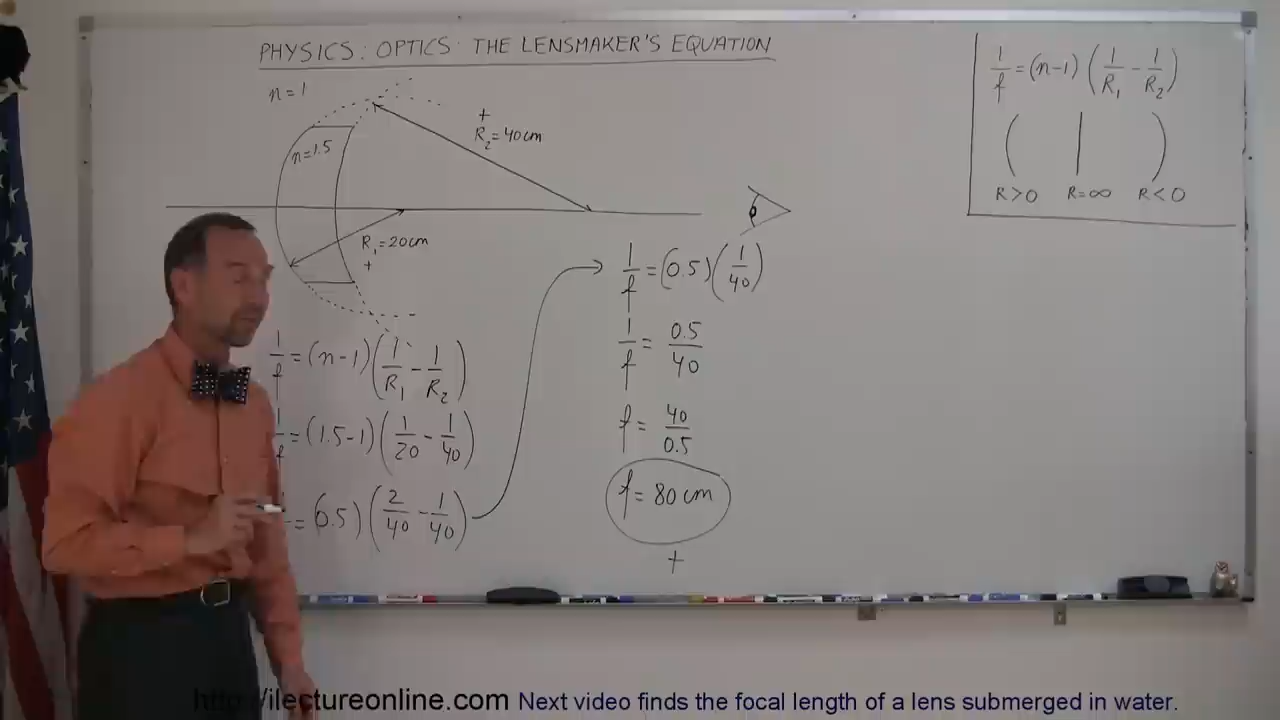 PHYSICS: OPTICS: THE LENSMAKER'S EQUATION
n=1
n=1.5
+
R₂=40cm
R₁=20cm
+
1/f=(n-1)(1/R₁-1/R₂)
1/f=(1.5-1)(1/20-1/40)
=(0.5)(2/40-1/40)
1/f=(0.5)(1/40)
1/f=0.5/40
f=40/0.5
f=80cm
+
1/f=(n-1)(1/R₁-1/R₂)
( | )
R>0 R=∞ R<0
http://ilectureonline.com Next video finds the focal length of a lens submerged in water.